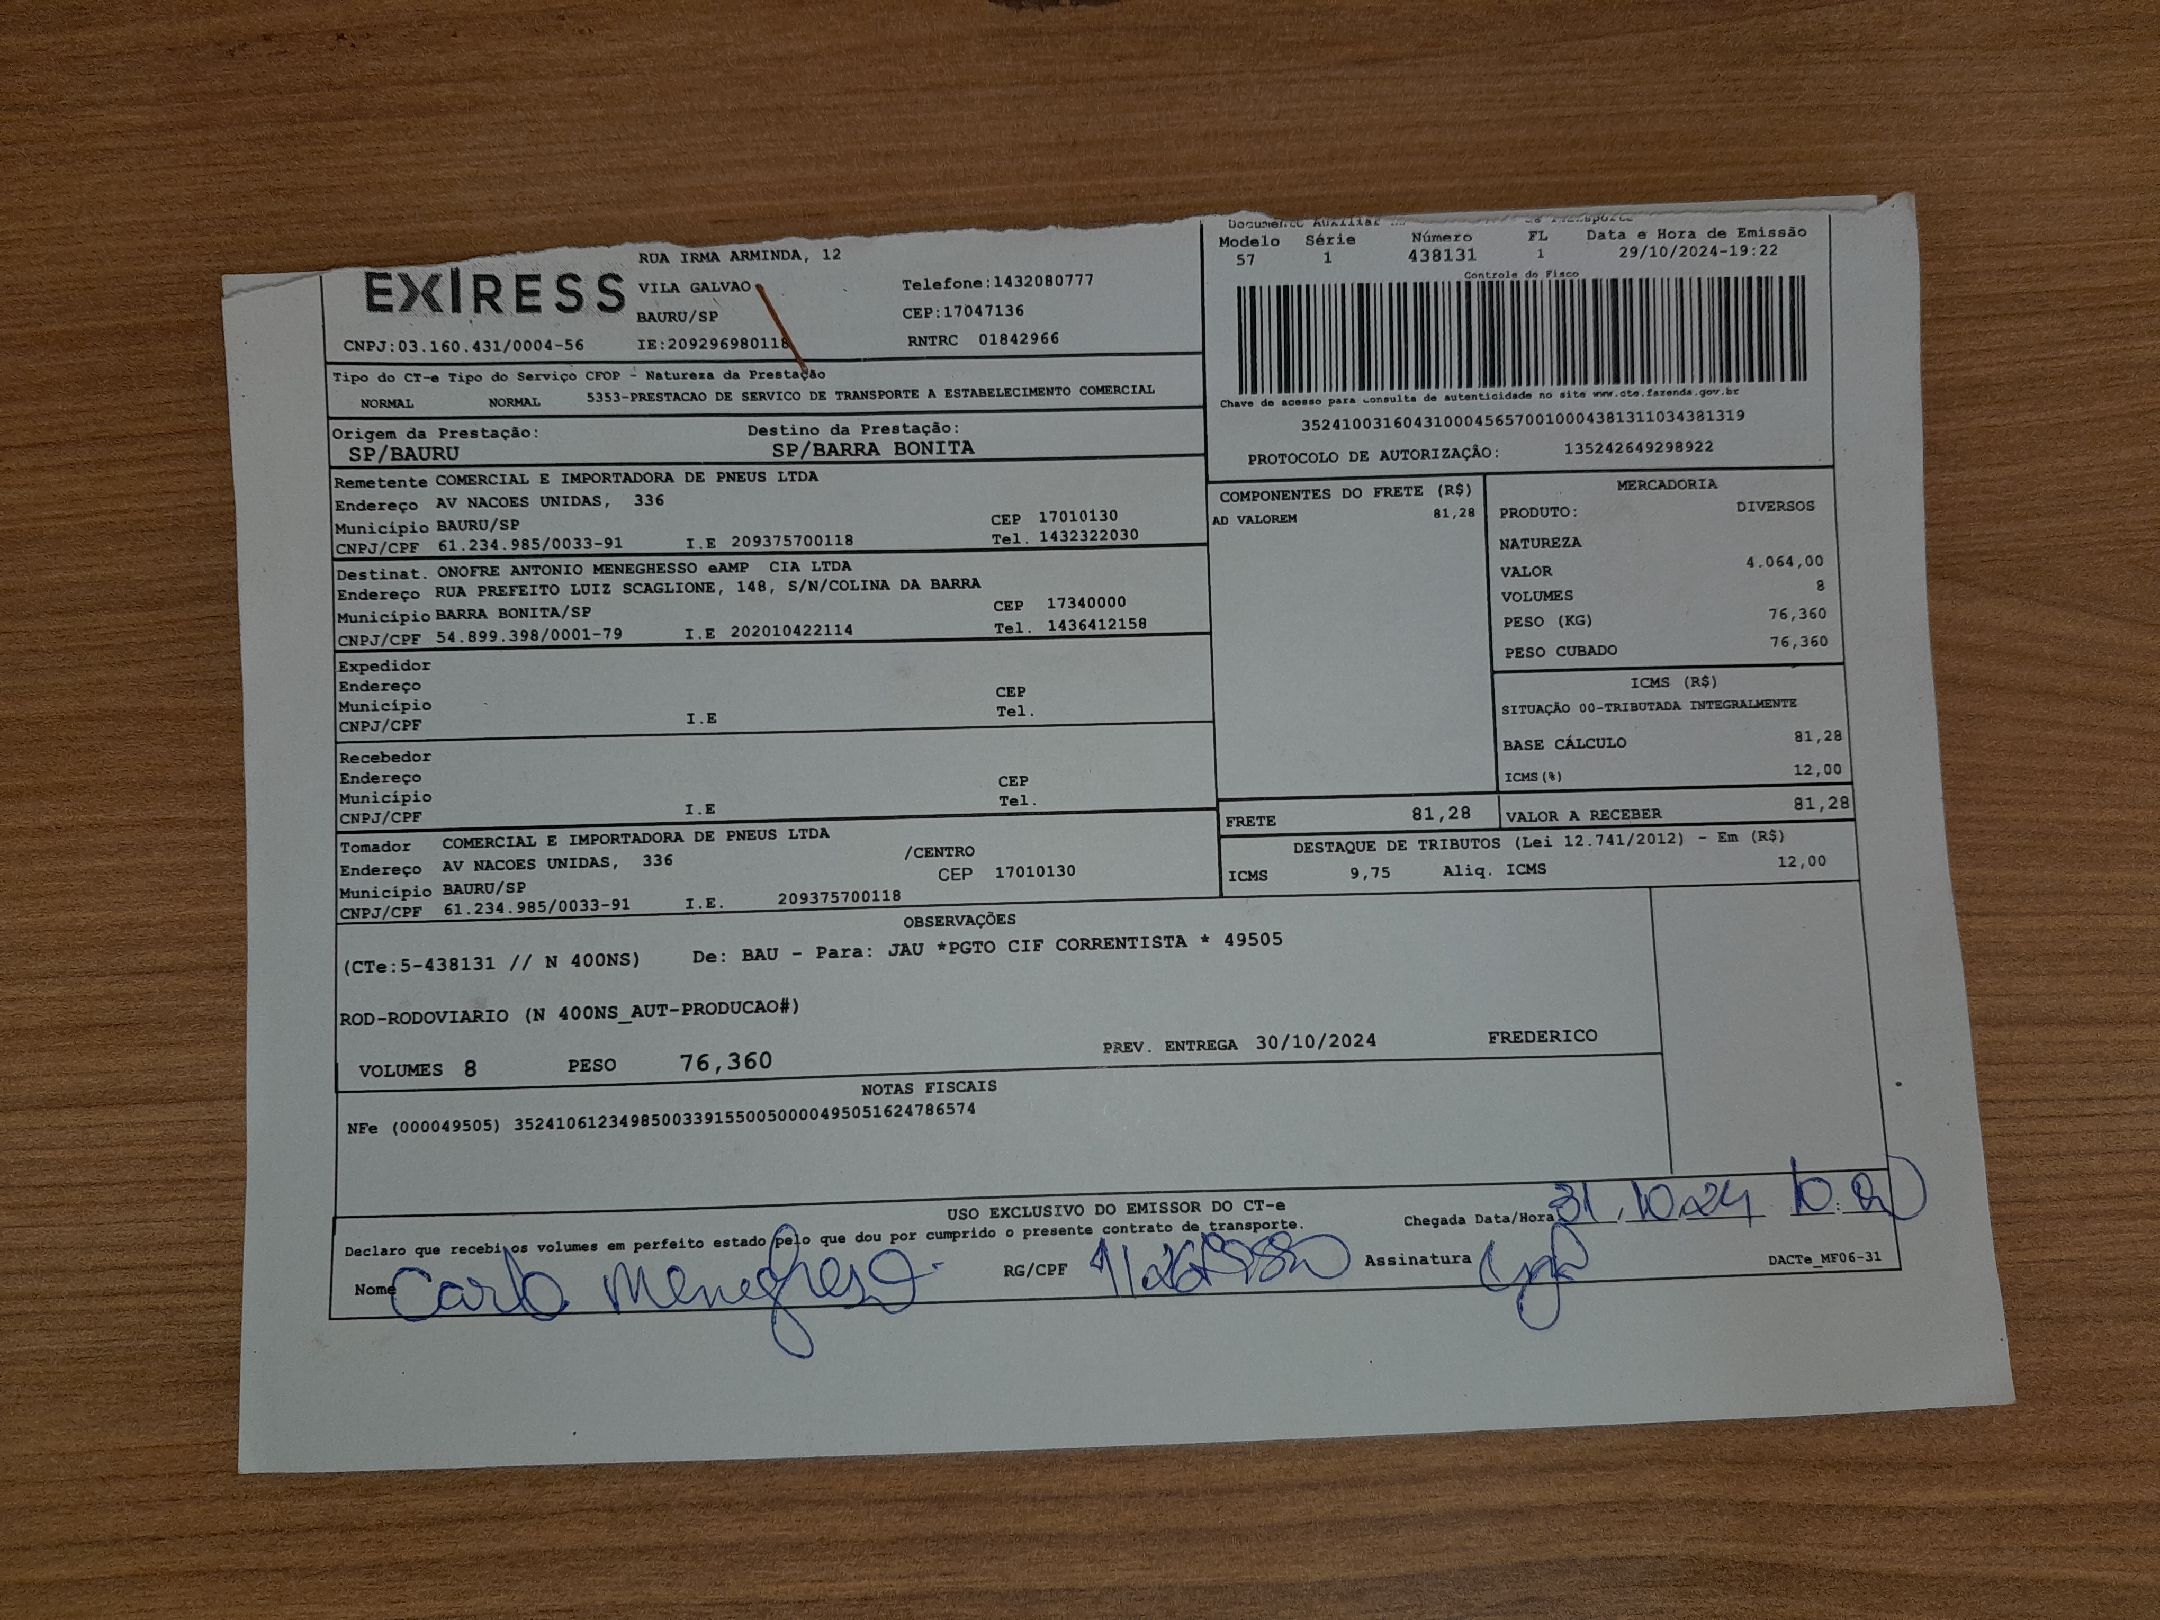 EXIRESS
RUA IRMA ARMINDA, 12
VILA GALVAO
BAURU/SP
Telefone:1432080777
CEP:17047136
CNPJ:03.160.431/0004-56 IE:209296980118 RNTRC 01842966
Documento Auxiliar
Modelo Série Número FL Data e Hora de Emissão
57 1 438131 1 29/10/2024-19:22
Controle do Fisco
Chave de acesso para consulta de autenticidade no site www.cte.fazenda.gov.br
35241003160431000456570010004381311034381319
PROTOCOLO DE AUTORIZAÇÃO: 135242649298922
Tipo do CT-e Tipo do Serviço CFOP - Natureza da Prestação
NORMAL NORMAL 5353-PRESTACAO DE SERVICO DE TRANSPORTE A ESTABELECIMENTO COMERCIAL
Origem da Prestação: Destino da Prestação:
SP/BAURU SP/BARRA BONITA
Remetente COMERCIAL E IMPORTADORA DE PNEUS LTDA
Endereço AV NACOES UNIDAS, 336
Município BAURU/SP CEP 17010130
CNPJ/CPF 61.234.985/0033-91 I.E 209375700118 Tel. 1432322030
Destinat. ONOFRE ANTONIO MENEGHESSO eAMP CIA LTDA
Endereço RUA PREFEITO LUIZ SCAGLIONE, 148, S/N/COLINA DA BARRA
Município BARRA BONITA/SP CEP 17340000
CNPJ/CPF 54.899.398/0001-79 I.E 202010422114 Tel. 1436412158
Expedidor
Endereço
Município CEP
CNPJ/CPF I.E Tel.
Recebedor
Endereço
Município CEP
CNPJ/CPF I.E Tel.
Tomador COMERCIAL E IMPORTADORA DE PNEUS LTDA
Endereço AV NACOES UNIDAS, 336 /CENTRO
Município BAURU/SP CEP 17010130
CNPJ/CPF 61.234.985/0033-91 I.E. 209375700118
COMPONENTES DO FRETE (R$)
AD VALOREM 81,28
MERCADORIA
PRODUTO: DIVERSOS
NATUREZA
VALOR 4.064,00
VOLUMES 8
PESO (KG) 76,360
PESO CUBADO 76,360
ICMS (R$)
SITUAÇÃO 00-TRIBUTADA INTEGRALMENTE
BASE CÁLCULO 81,28
ICMS(%) 12,00
FRETE 81,28 VALOR A RECEBER 81,28
DESTAQUE DE TRIBUTOS (Lei 12.741/2012) - Em (R$)
ICMS 9,75 Aliq. ICMS 12,00
OBSERVAÇÕES
(CTe:5-438131 // N 400NS) De: BAU - Para: JAU *PGTO CIF CORRENTISTA * 49505
ROD-RODOVIARIO (N 400NS_AUT-PRODUCAO#)
VOLUMES 8 PESO 76,360 PREV. ENTREGA 30/10/2024 FREDERICO
NOTAS FISCAIS
NFe (000049505) 35241061234985003391550050000495051624786574
USO EXCLUSIVO DO EMISSOR DO CT-e
Declaro que recebi os volumes em perfeito estado pelo que dou por cumprido o presente contrato de transporte.
Chegada Data/Hora 31.10.24
Nome Carlo Meneghesso RG/CPF Assinatura DACTe_MF06-31